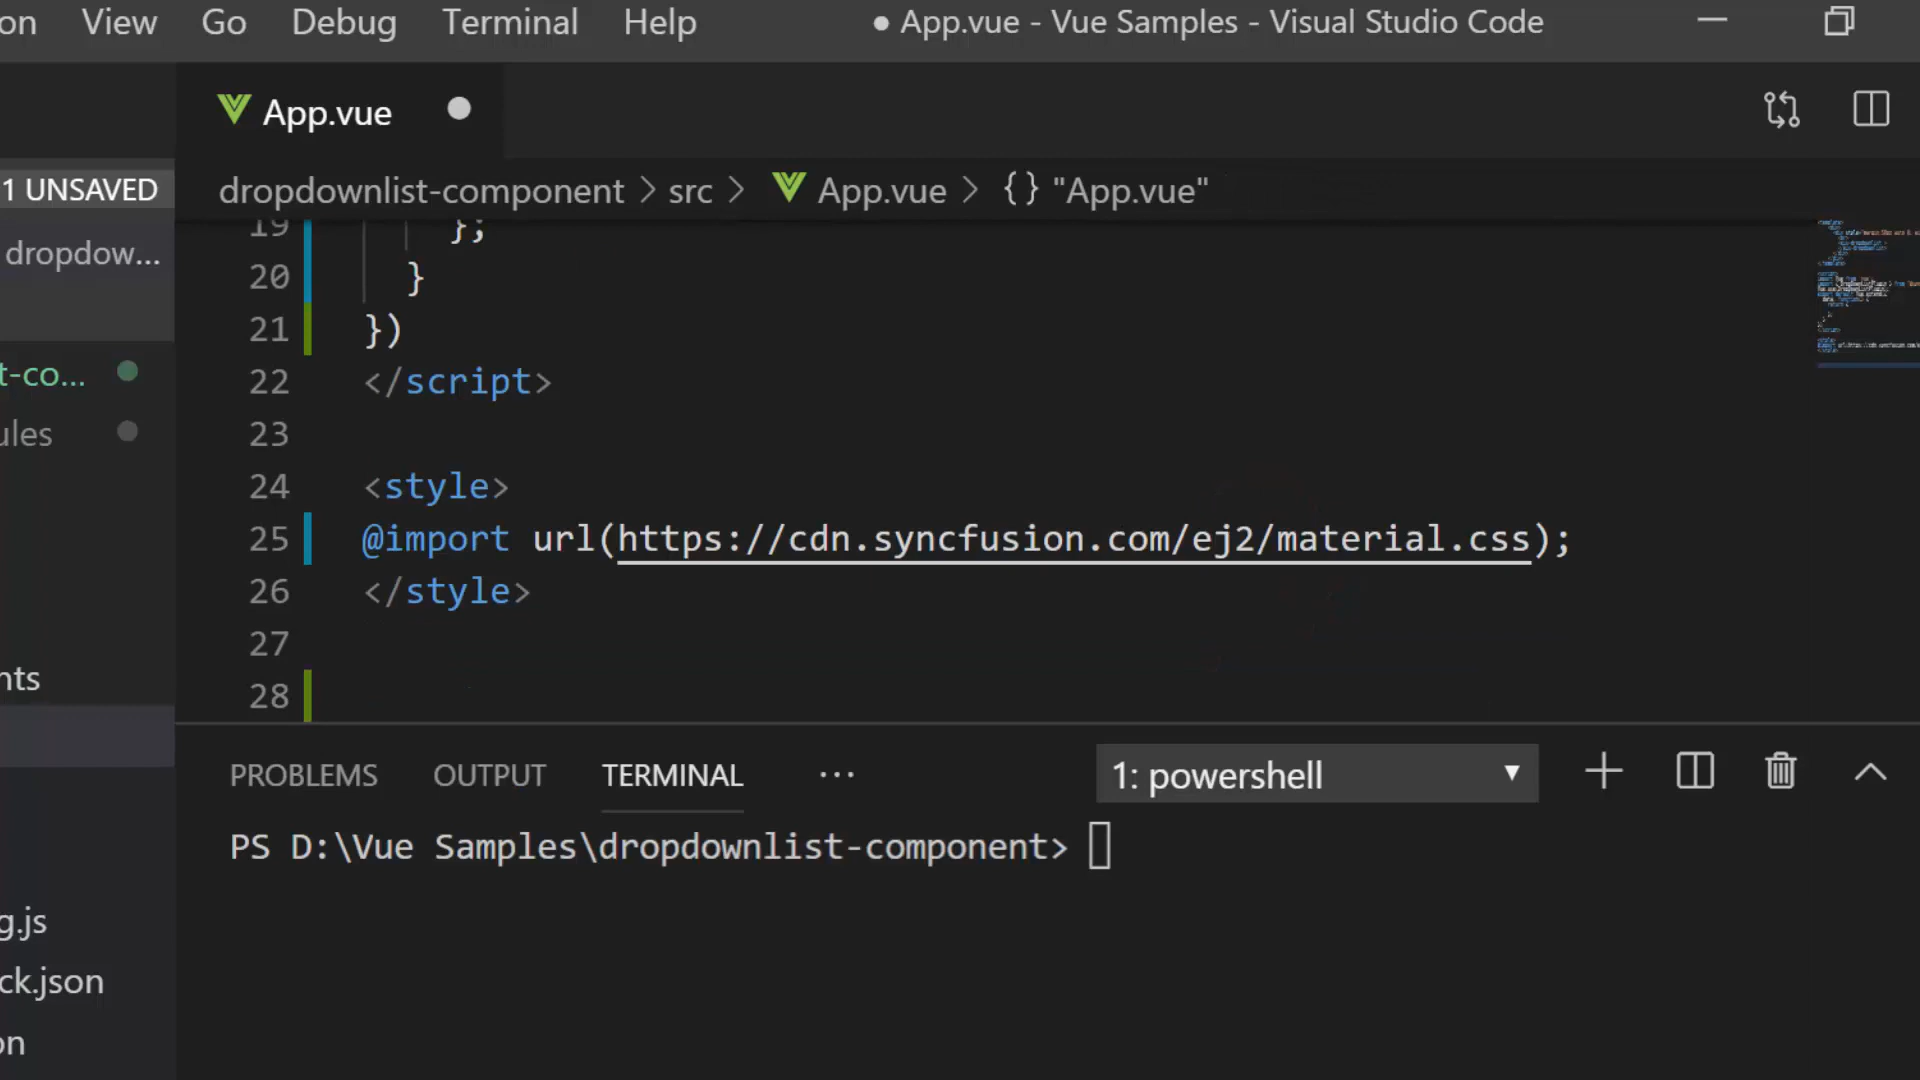 on View Go Debug Terminal Help ● App.vue - Vue Samples - Visual Studio Code
App.vue
1 UNSAVED
dropdownlist-component > src > App.vue > {} "App.vue"
dropdow...
t-co...
ules
nts
g.js
ck.json
on
19 };
20 }
21 })
22 </script>
23
24 <style>
25 @import url(https://cdn.syncfusion.com/ej2/material.css);
26 </style>
27
28
PROBLEMS OUTPUT TERMINAL ... 1: powershell
PS D:\Vue Samples\dropdownlist-component>